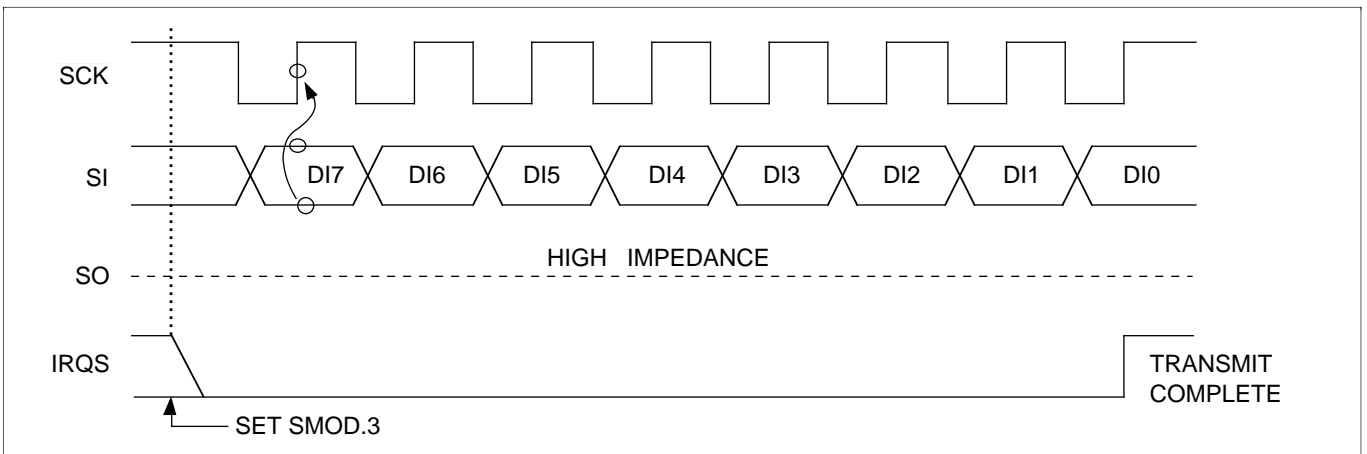 SCK
SI
DI7 DI6 DI5 DI4 DI3 DI2 DI1 DI0
HIGH IMPEDANCE
SO
IRQS
TRANSMIT
COMPLETE
SET SMOD.3